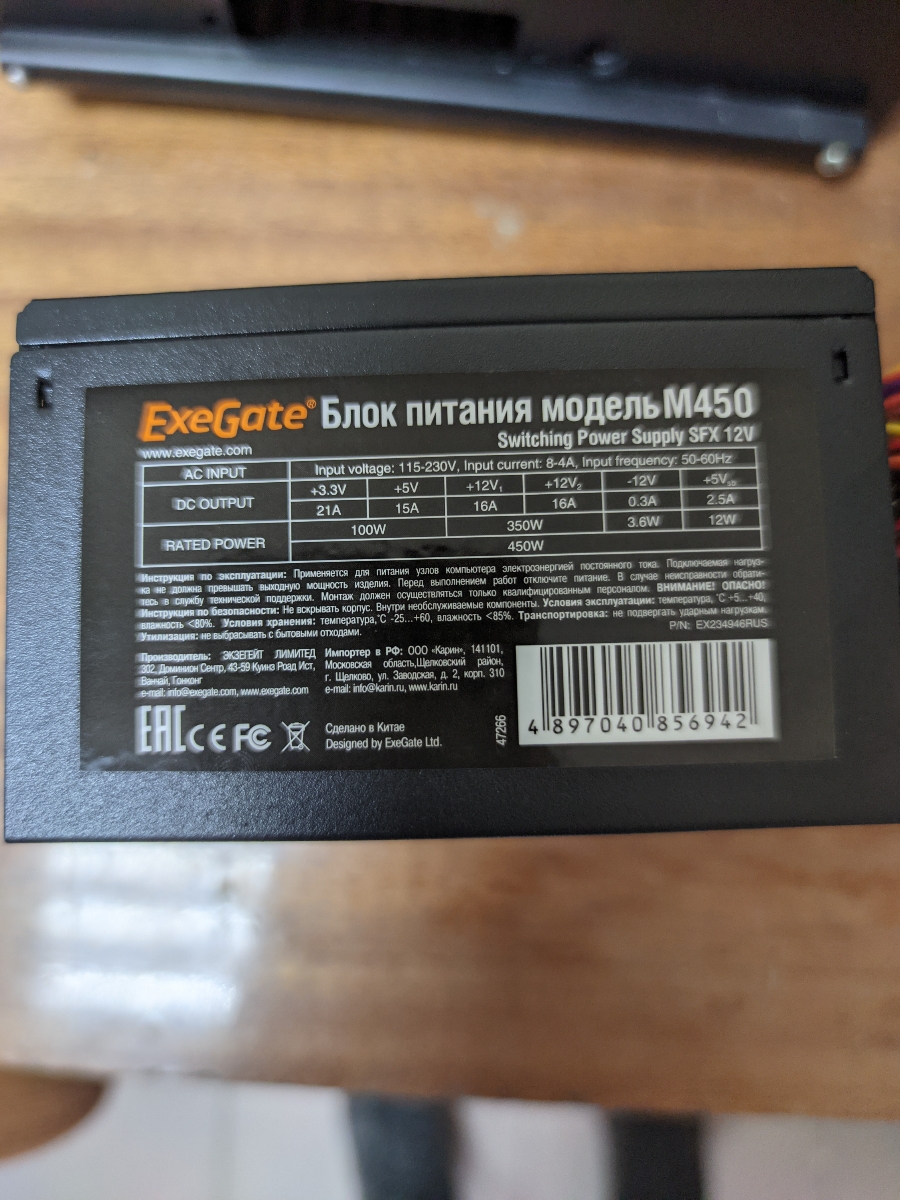 ExeGate® Блок питания модель M450
www.exegate.com
Switching Power Supply SFX 12V
AC INPUT Input voltage: 115-230V, Input current: 8-4A, Input frequency: 50-60Hz
DC OUTPUT +3.3V +5V +12V1 +12V2 -12V +5Vsb
21A 15A 16A 16A 0.3A 2.5A
RATED POWER 100W 350W 3.6W 12W
450W
Инструкция по эксплуатации: Применяется для питания узлов компьютера электроэнергией постоянного тока. Подключаемая нагруз-
ка не должна превышать выходную мощность изделия. Перед выполнением работ отключите питание. В случае неисправности обрати-
тесь в службу технической поддержки. Монтаж должен осуществляться только квалифицированным персоналом. ВНИМАНИЕ! ОПАСНО!
Инструкция по безопасности: Не вскрывать корпус. Внутри необслуживаемые компоненты. Условия эксплуатации: температура, °С +5...+40,
влажность <80%. Условия хранения: температура,°С -25...+60, влажность <85%. Транспортировка: не подвергать ударным нагрузкам.
Утилизация: не выбрасывать с бытовыми отходами.
P/N: EX234946RUS
Производитель: ЭКЗЕГЕЙТ ЛИМИТЕД
302, Доминион Сентр, 43-59 Куинз Роад Ист,
Ванчай, Гонконг
e-mail: info@exegate.com, www.exegate.com
Импортер в РФ: ООО «Карин», 141101,
Московская область,Щелковский район,
г. Щелково, ул. Заводская, д. 2, корп. 310
e-mail: info@karin.ru, www.karin.ru
EAC CE FC
Сделано в Китае
Designed by ExeGate Ltd.
47266
4 897040 856942